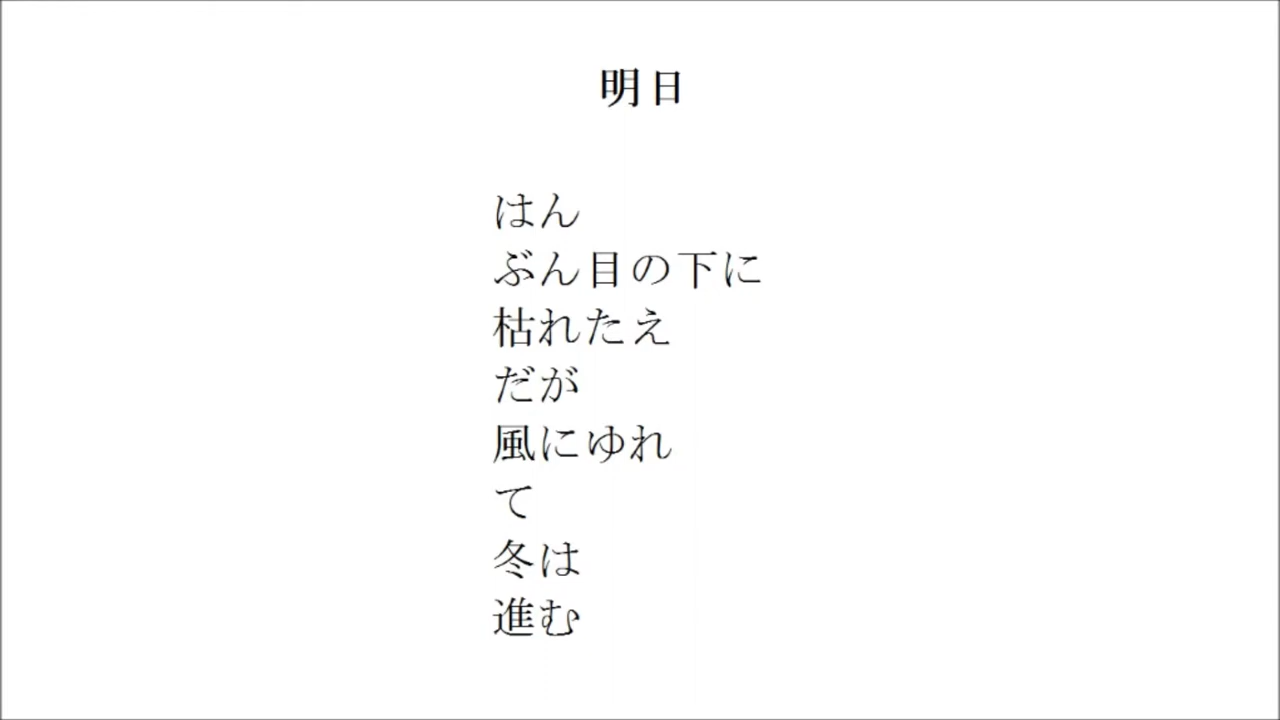 明日
はん
ぶん目の下に
枯れたえ
だが
風にゆれ
て
冬は
進む